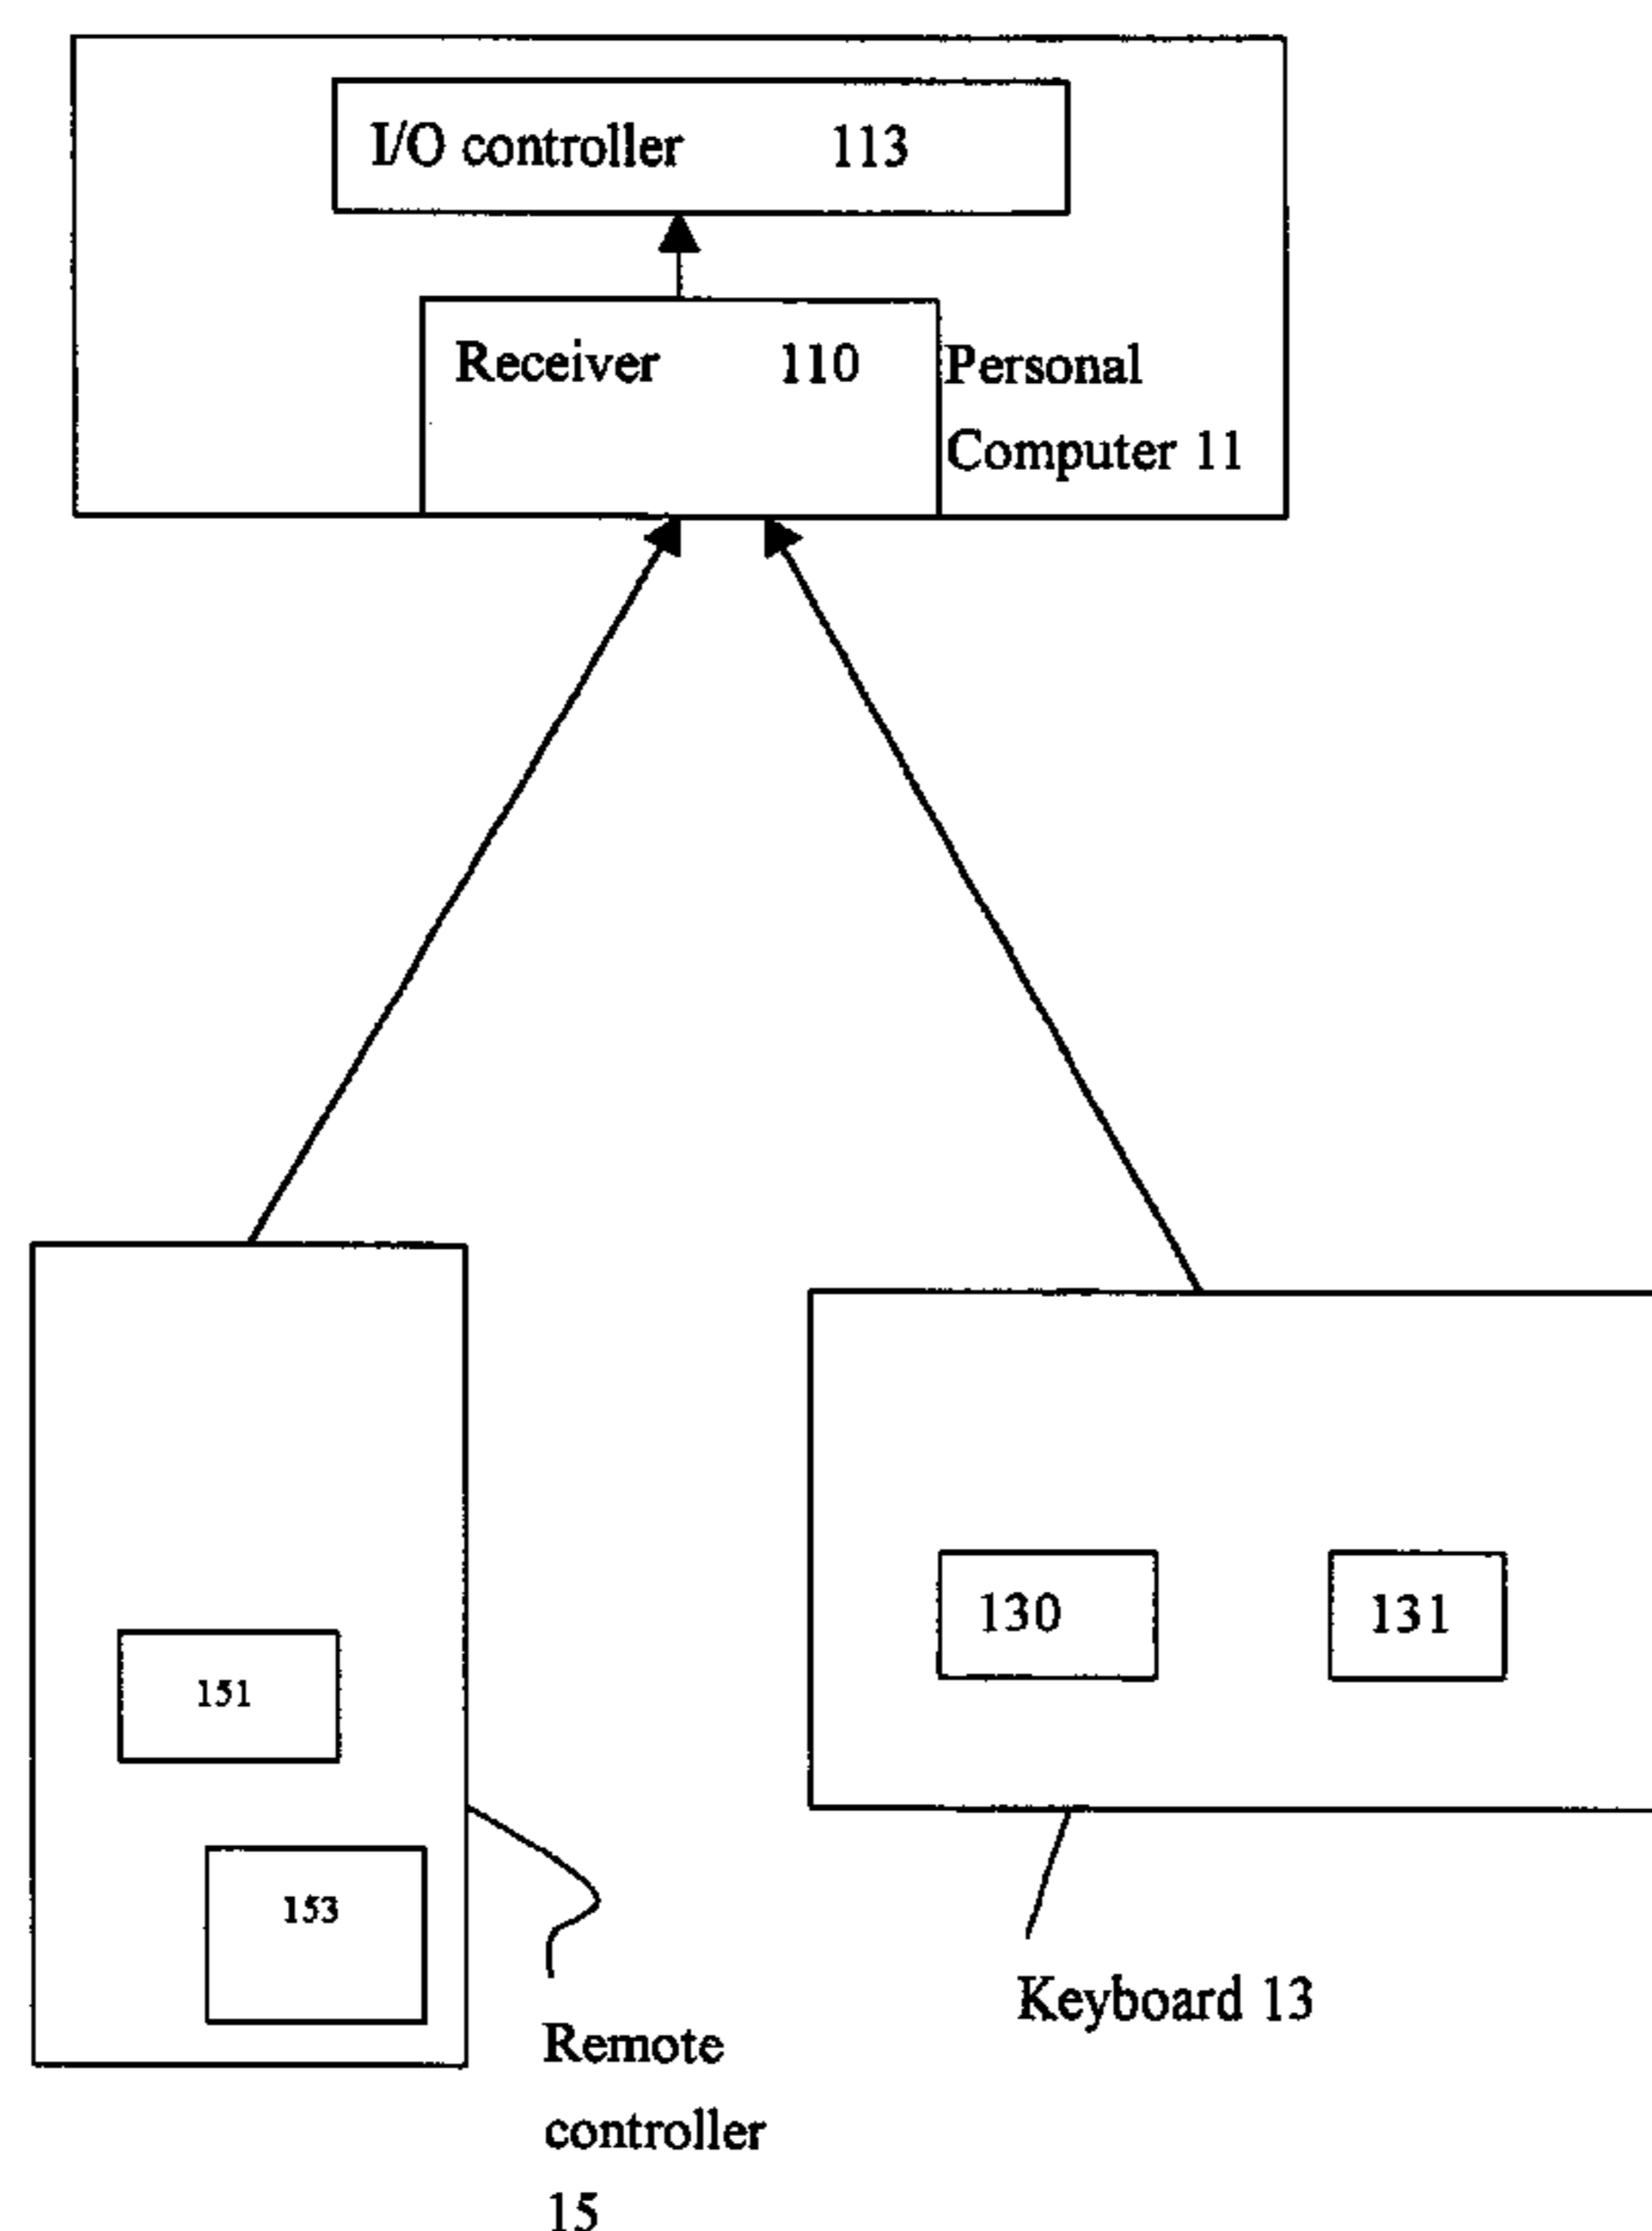 I/O controller 113
Receiver 110
Personal
Computer 11
130 131
151
153
Keyboard 13
Remote
controller
15